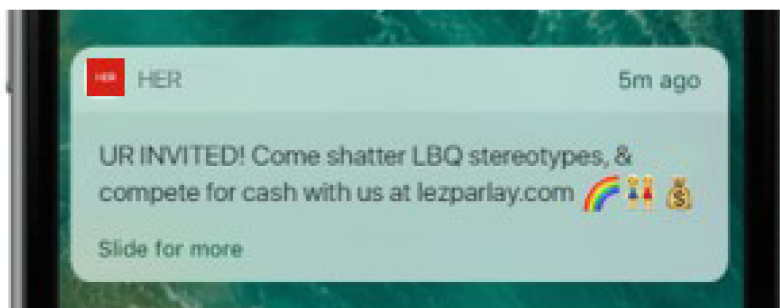 HER HER 5m ago
UR INVITED! Come shatter LBQ stereotypes, &
compete for cash with us at lezparlay.com 🌈👭💰
Slide for more